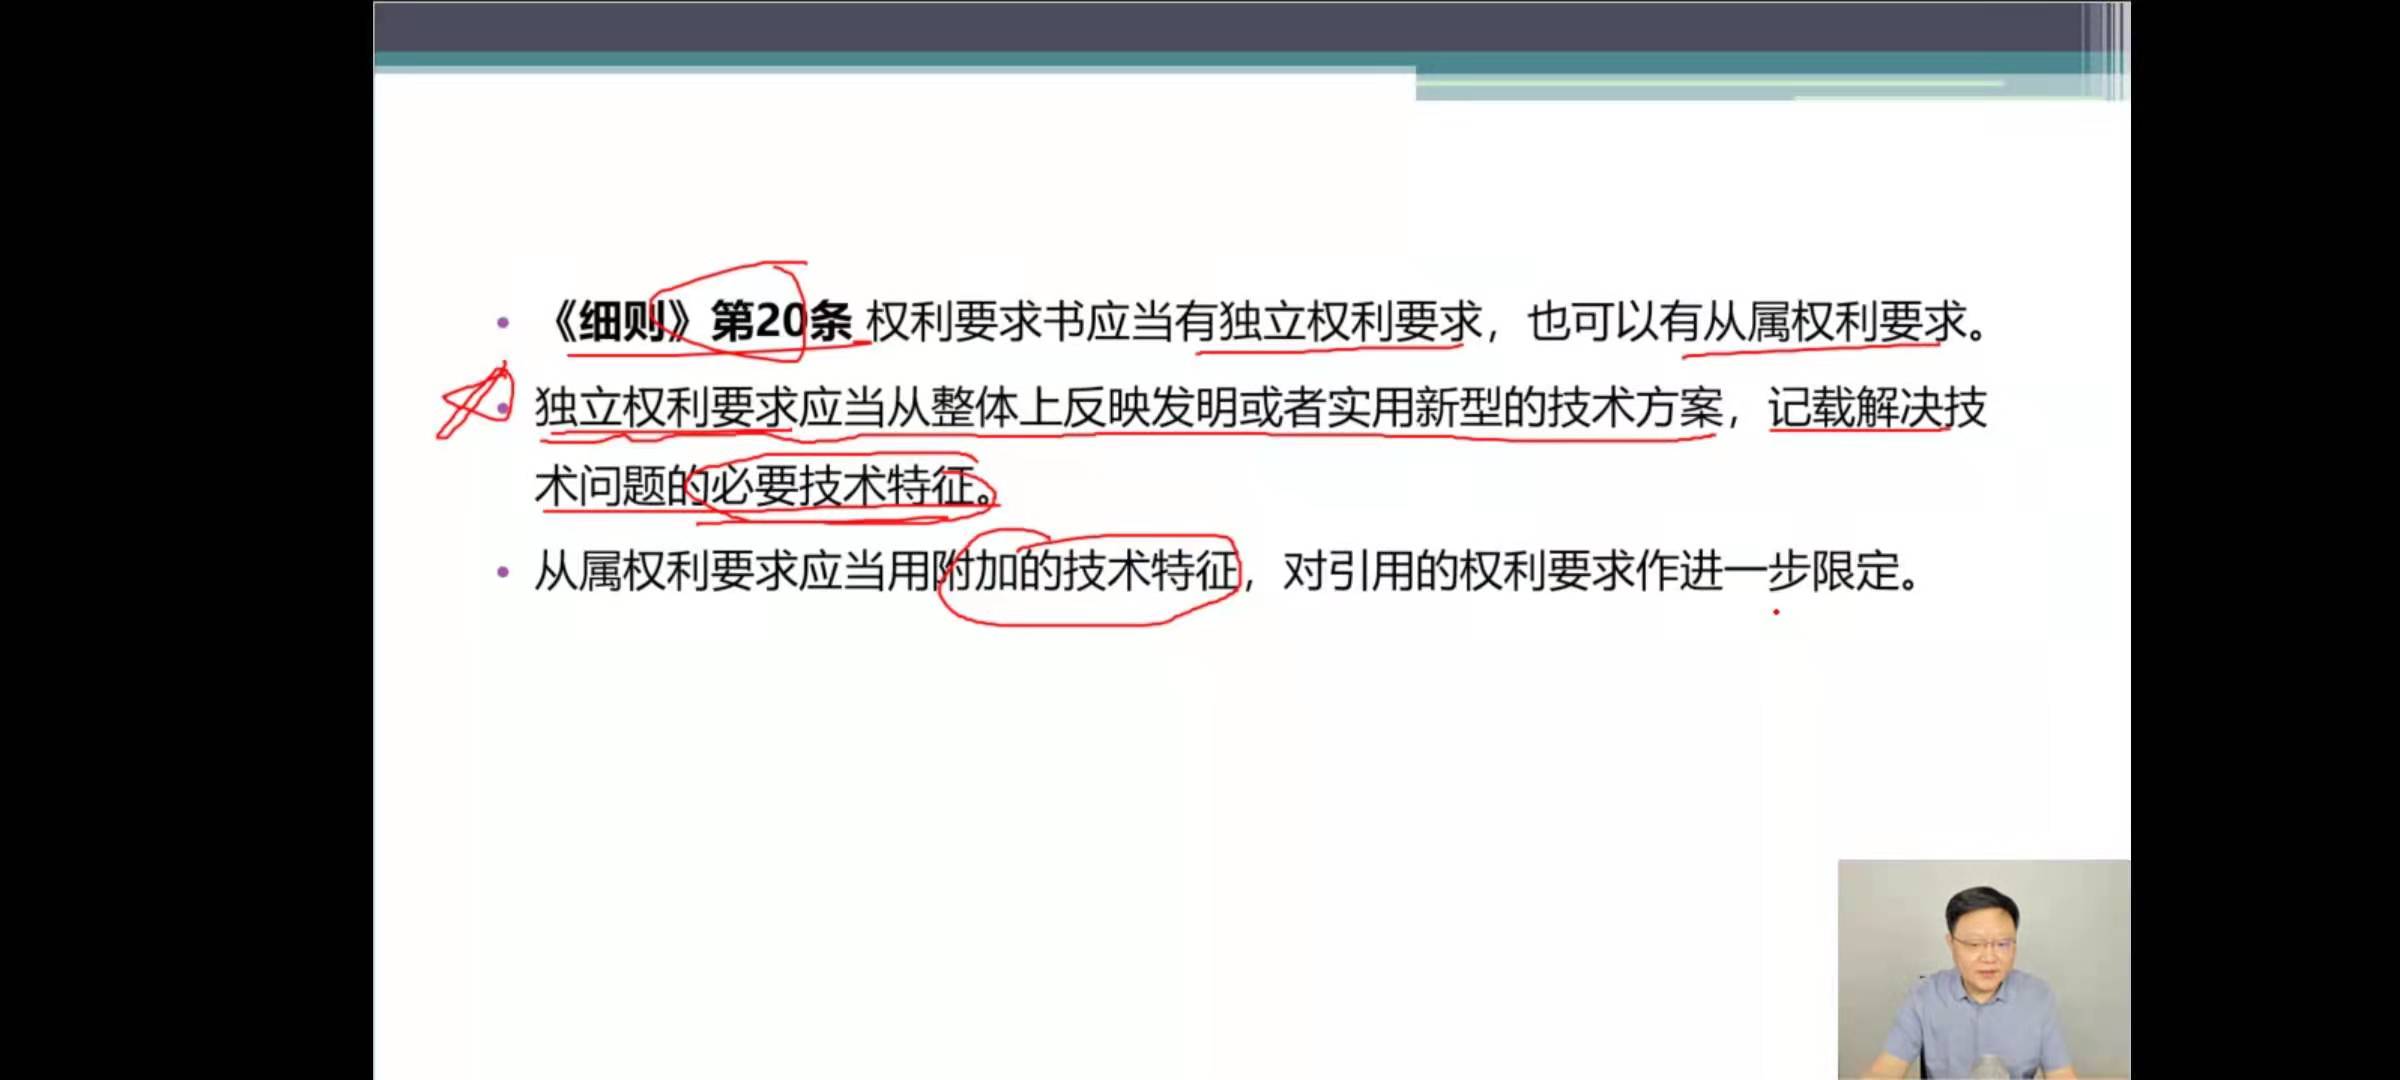 • 《细则》第20条 权利要求书应当有独立权利要求，也可以有从属权利要求。
• 独立权利要求应当从整体上反映发明或者实用新型的技术方案，记载解决技
术问题的必要技术特征。
• 从属权利要求应当用附加的技术特征，对引用的权利要求作进一步限定。